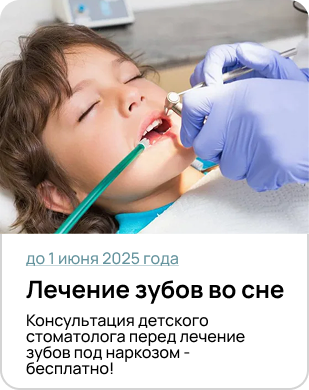 до 1 июня 2025 года
Лечение зубов во сне
Консультация детского
стоматолога перед лечение
зубов под наркозом -
бесплатно!